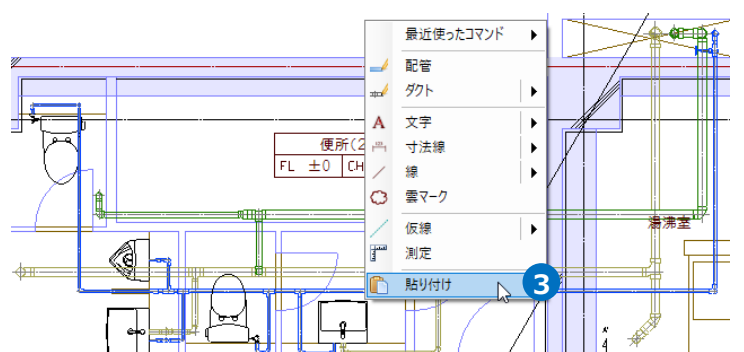 最近使ったコマンド
配管
ダクト
文字
寸法線
線
雲マーク
仮線
測定
貼り付け
3
便所(2
FL ±0 CH
湯沸室